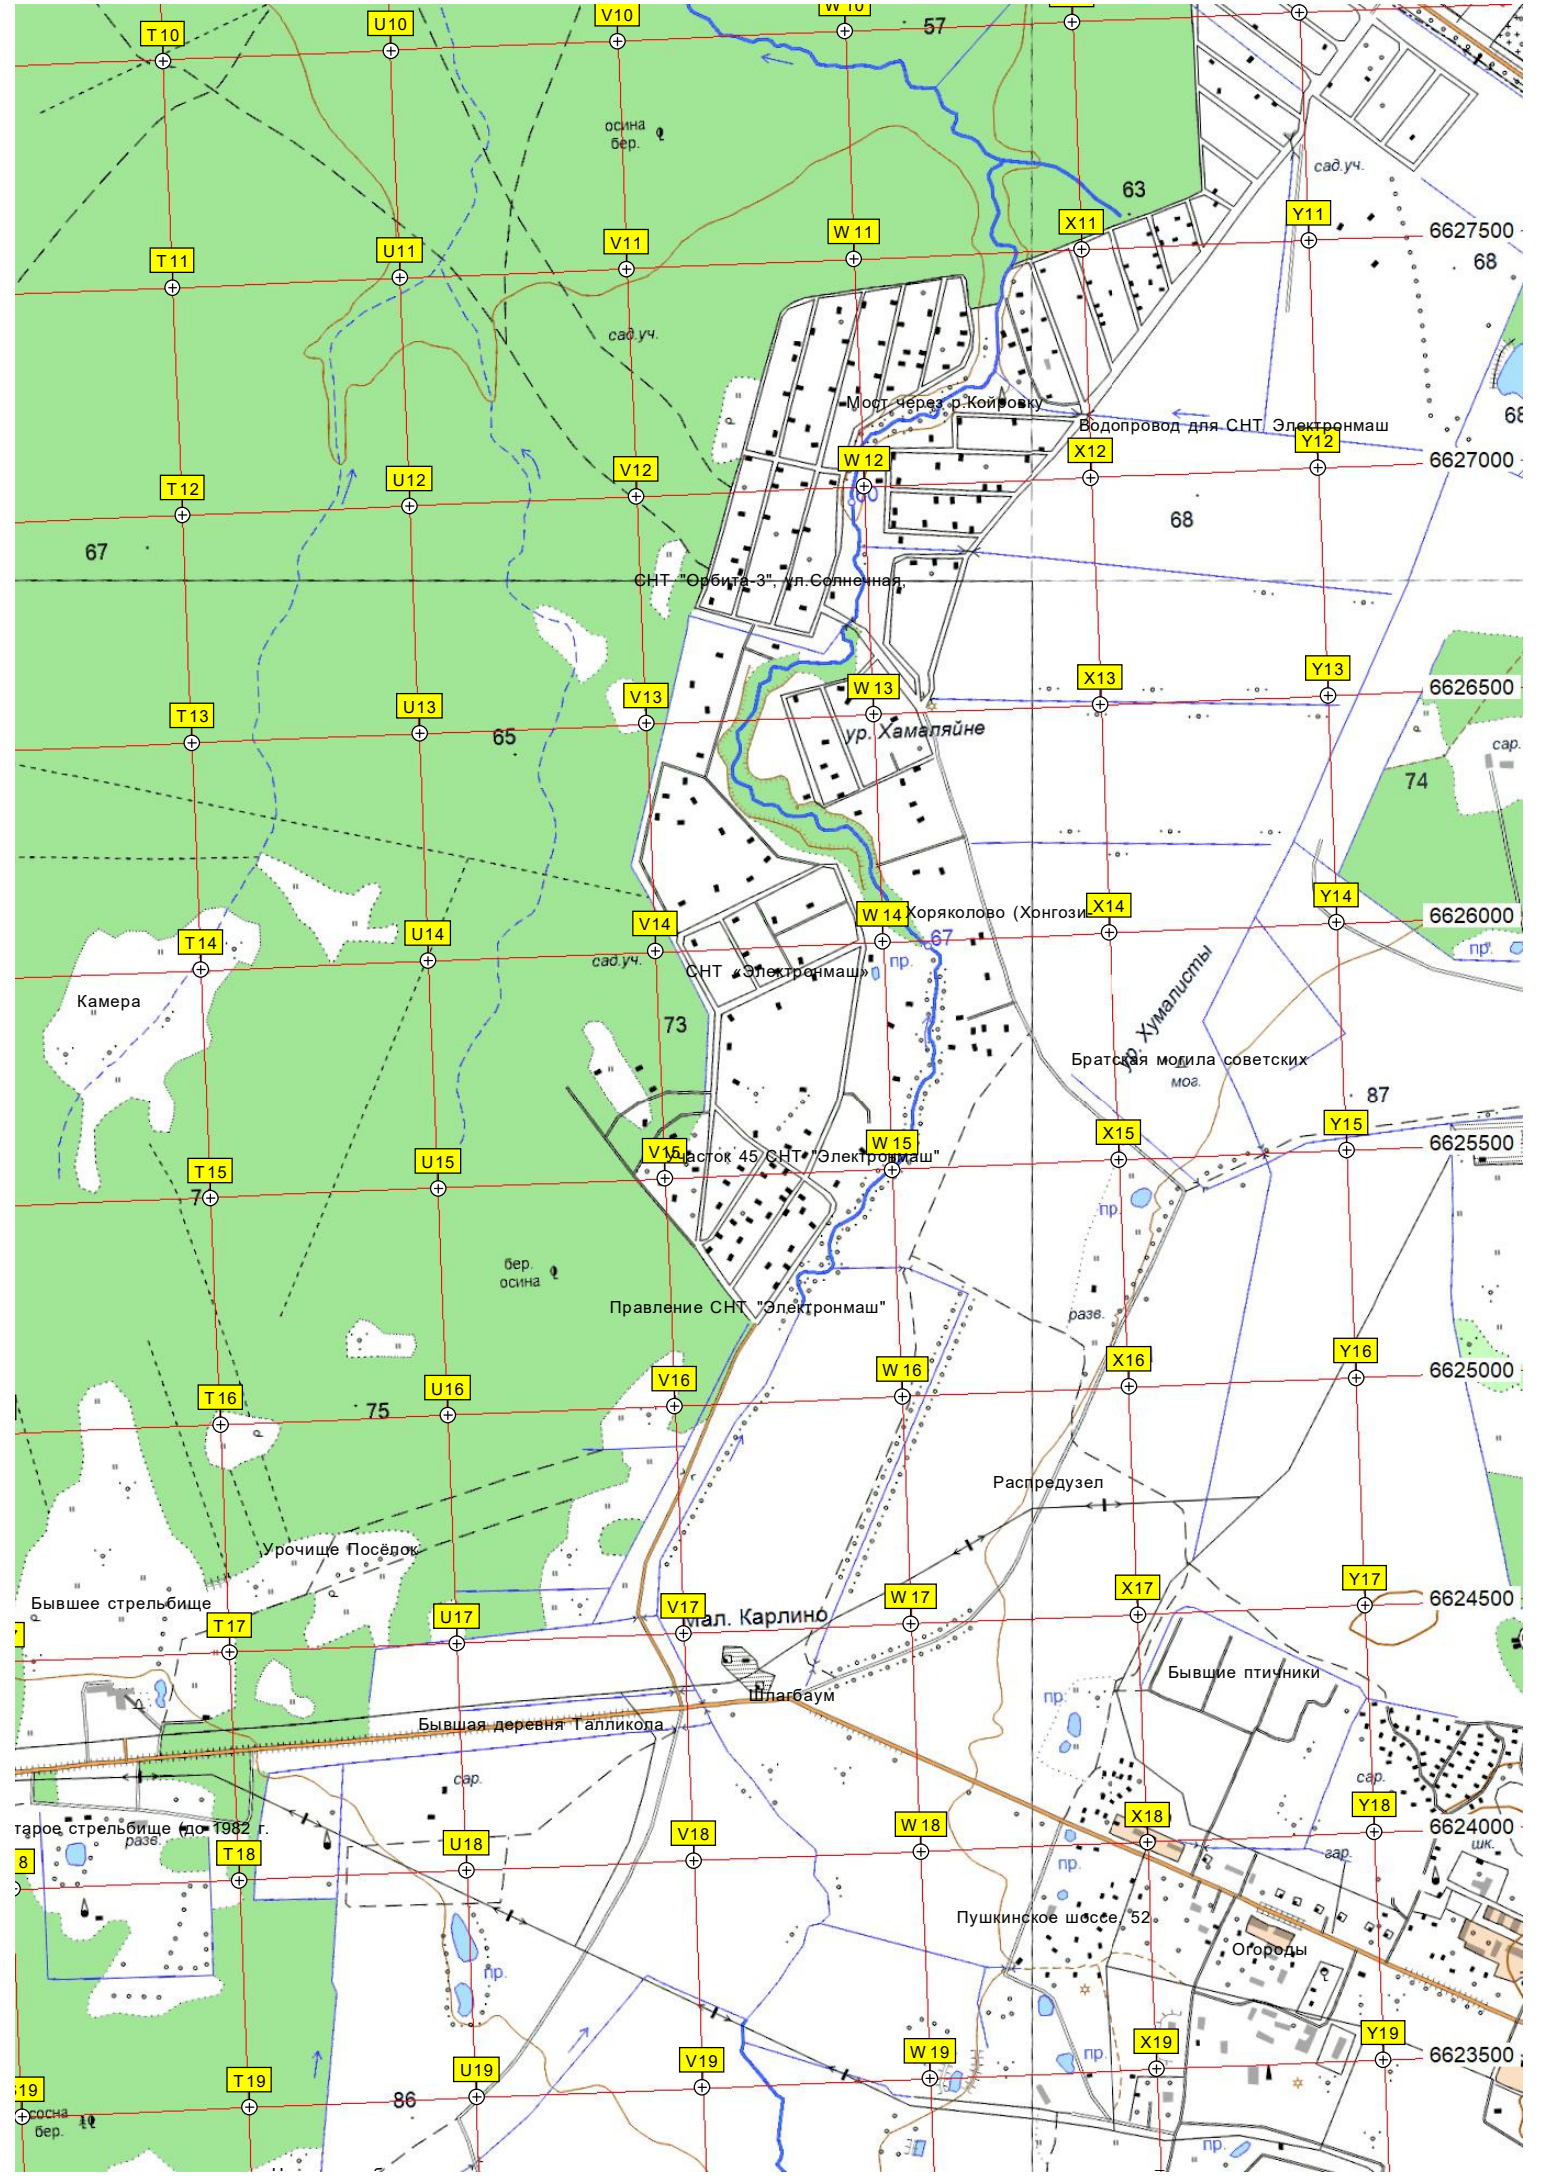 T10
U10
V10
W10
57
осина
бер.
63
сад.уч.
T11
U11
V11
W11
X11
Y11
6627500
68
сад.уч.
Мост через р.Койровку
Водопровод для СНТ Электронмаш
68
T12
U12
V12
W12
X12
Y12
6627000
68
67
СНТ "Орбита-3", ул.Солнечная,
T13
U13
V13
W13
X13
Y13
6626500
65
ур. Хамаляйне
сар.
74
T14
U14
V14
W14
Хоряколово (Хонгози-
X14
Y14
6626000
67
пр.
пр.
сад.уч.
СНТ «Электронмаш»
Камера
73
ур. Хумалисты
Братская могила советских
мог.
87
T15
U15
V15
W15
X15
Y15
6625500
Участок 45 СНТ "Электронмаш"
пр.
бер.
осина
Правление СНТ "Электронмаш"
разв.
T16
U16
V16
W16
X16
Y16
6625000
75
Распредузел
Урочище Посёлок
Бывшее стрельбище
T17
U17
V17
W17
X17
Y17
6624500
Мал. Карлино
Бывшие птичники
пр.
Шлагбаум
Бывшая деревня Талликола
сар.
сар.
тарое стрельбище (до 1982 г.
разв.
8
T18
U18
V18
W18
X18
Y18
6624000
гар.
шк.
пр.
Пушкинское шоссе, 52
Огороды
пр.
19
T19
U19
V19
W19
X19
Y19
6623500
пр.
86
сосна
бер.
пр.